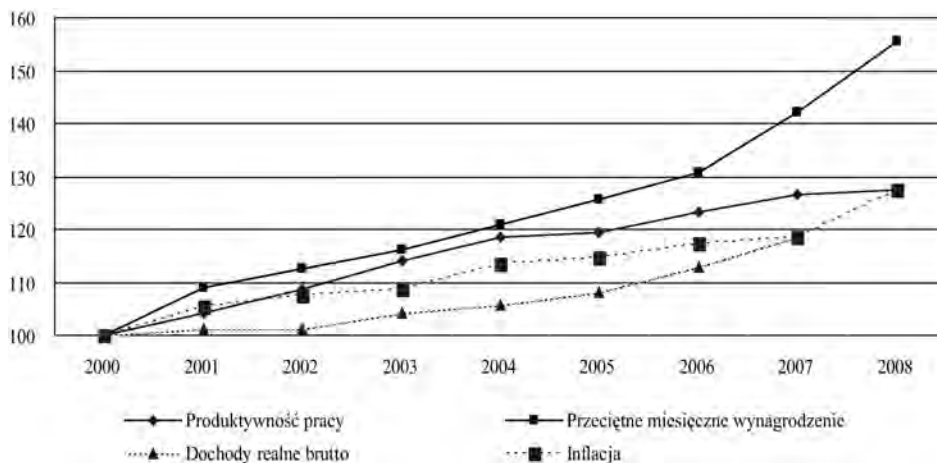 160
150
140
130
120
110
100
2000 2001 2002 2003 2004 2005 2006 2007 2008
Produktywność pracy Przeciętne miesięczne wynagrodzenie
Dochody realne brutto Inflacja